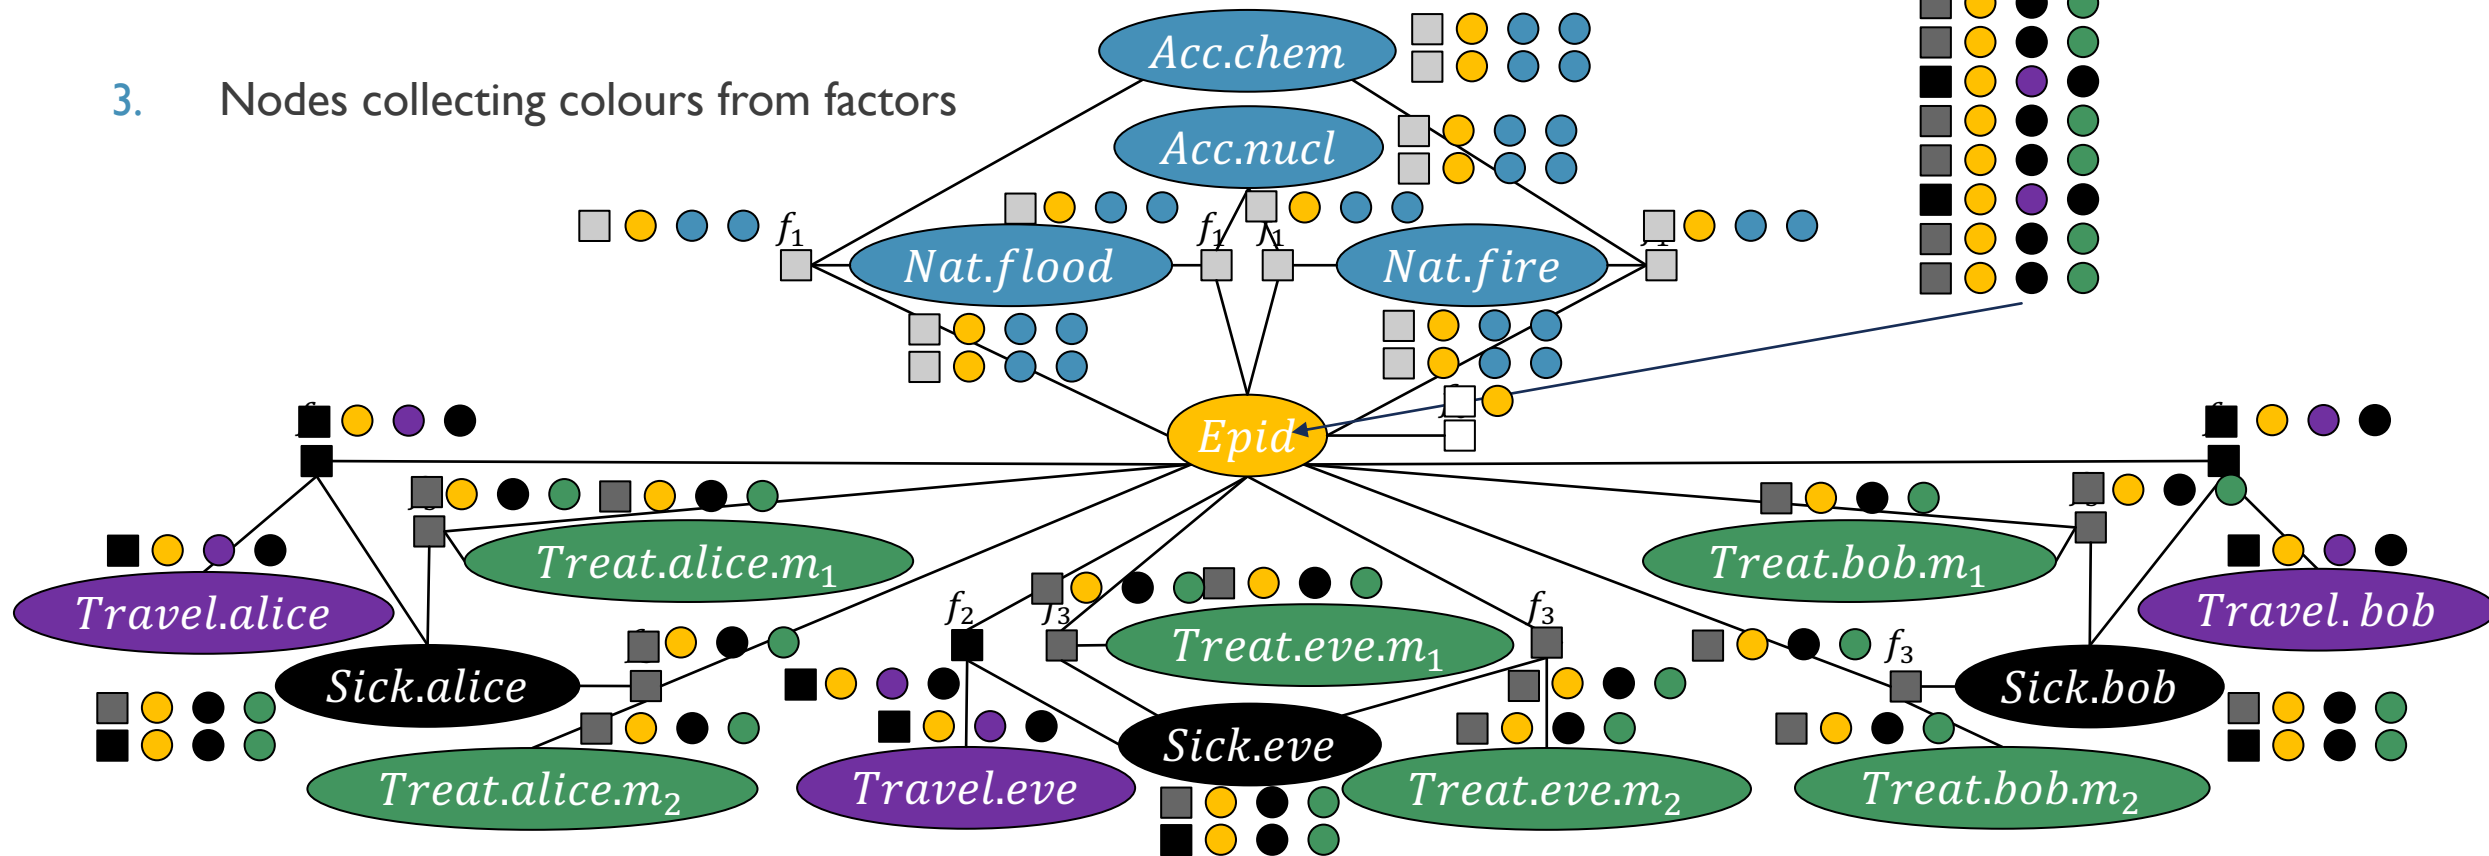 Acc.chem
3. Nodes collecting colours from factors
Acc.nucl
f1 f1
Nat.flood Nat.fire
Epid
Treat.alice.m1 Treat.bob.m1
Travel.alice f2 f3 f3 Travel. bob
Treat.eve.m1 f3
Sick.alice Sick.bob
Sick.eve
Treat.alice.m2 Travel.eve Treat.eve.m2 Treat.bob.m2